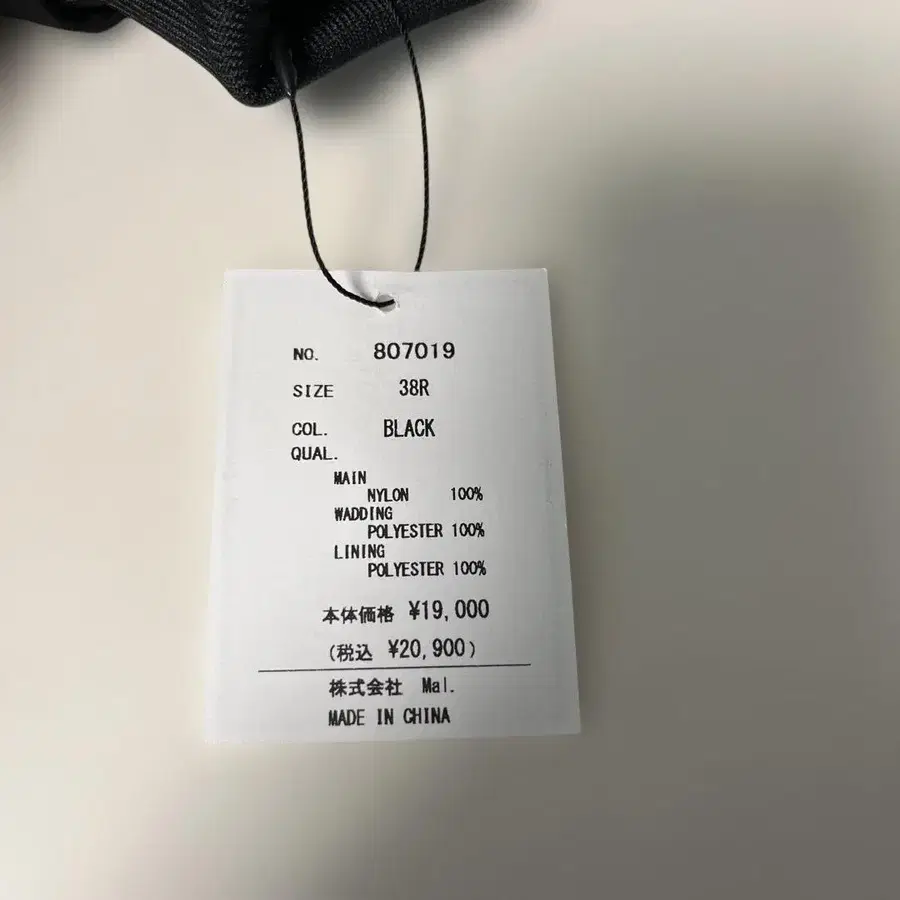 NO. 807019
SIZE 38R
COL. BLACK
QUAL.
MAIN
NYLON 100%
WADDING
POLYESTER 100%
LINING
POLYESTER 100%
本体価格 ¥19,000
(税込 ¥20,900)
株式会社 Mal.
MADE IN CHINA